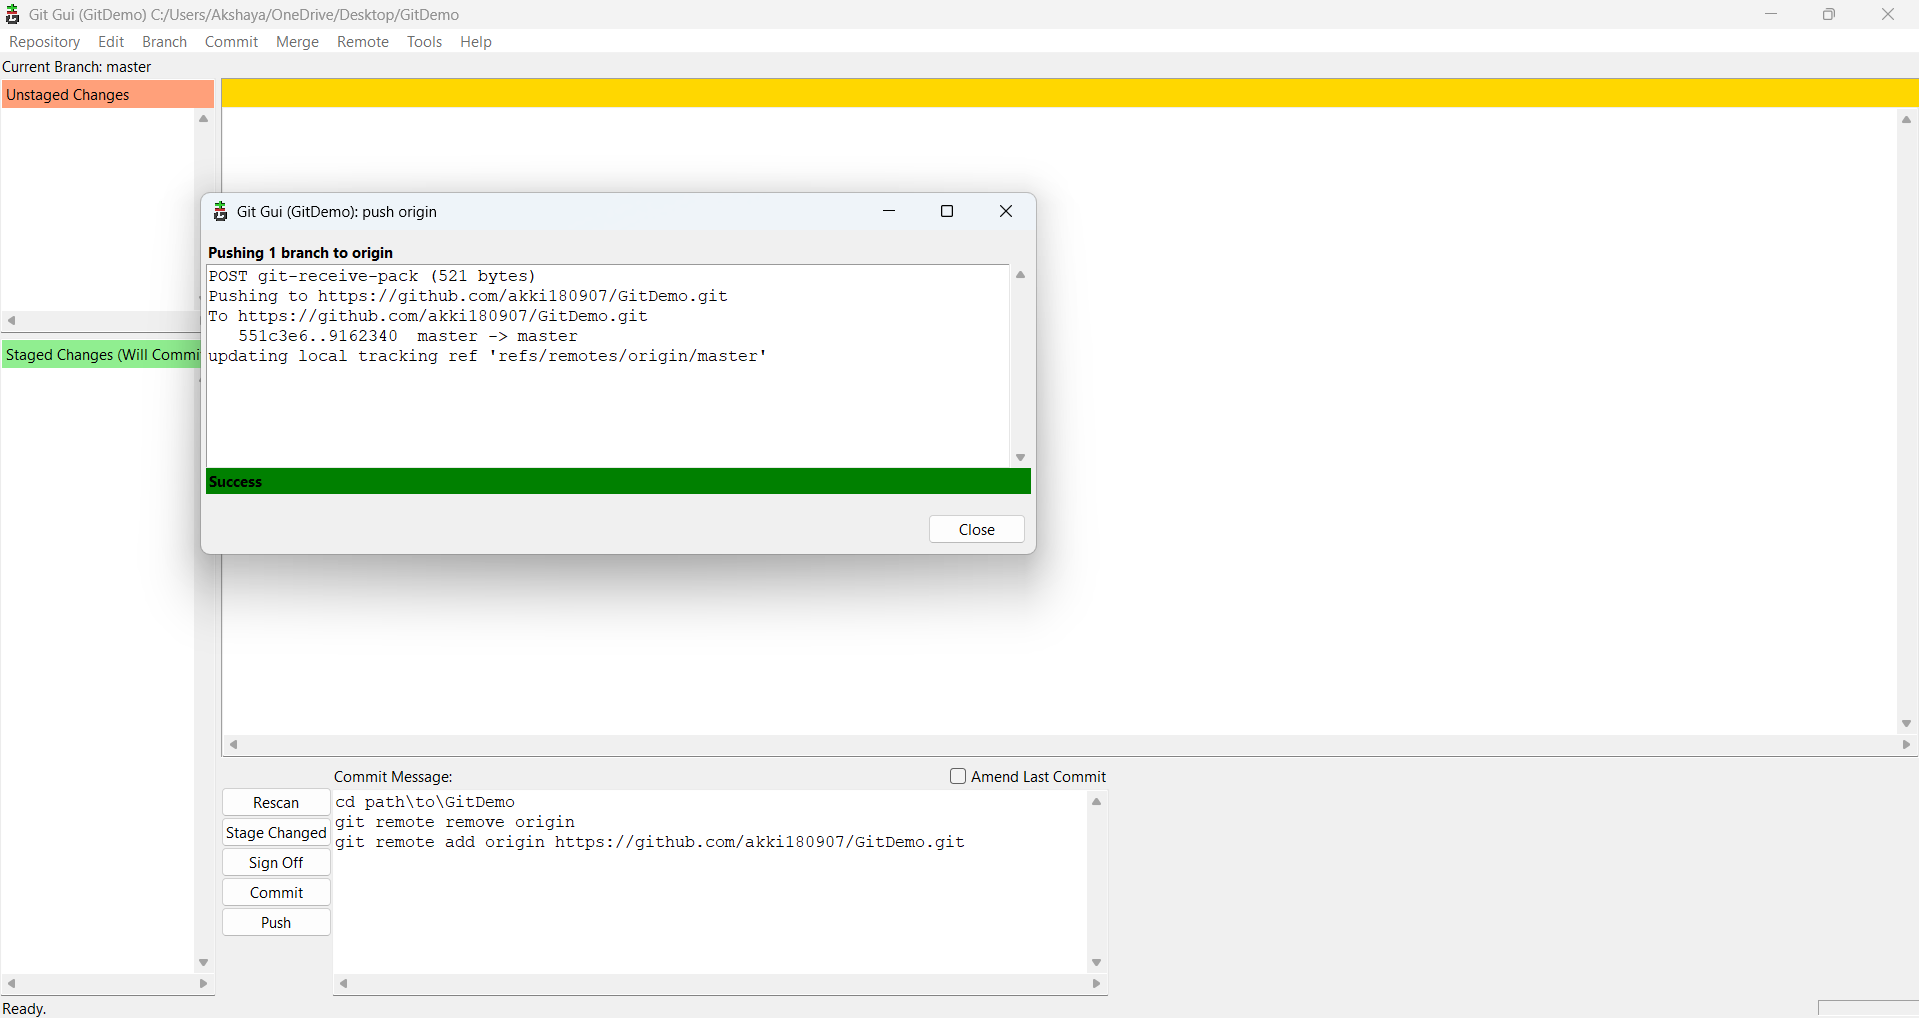 Git Gui (GitDemo) C:/Users/Akshaya/OneDrive/Desktop/GitDemo
Repository Edit Branch Commit Merge Remote Tools Help
Current Branch: master
Unstaged Changes
Git Gui (GitDemo): push origin
Pushing 1 branch to origin
POST git-receive-pack (521 bytes)
Pushing to https://github.com/akki180907/GitDemo.git
To https://github.com/akki180907/GitDemo.git
551c3e6..9162340 master -> master
updating local tracking ref 'refs/remotes/origin/master'
Success
Close
Staged Changes (Will Commi
Commit Message:
Amend Last Commit
Rescan
Stage Changed
Sign Off
Commit
Push
cd path\to\GitDemo
git remote remove origin
git remote add origin https://github.com/akki180907/GitDemo.git
Ready.